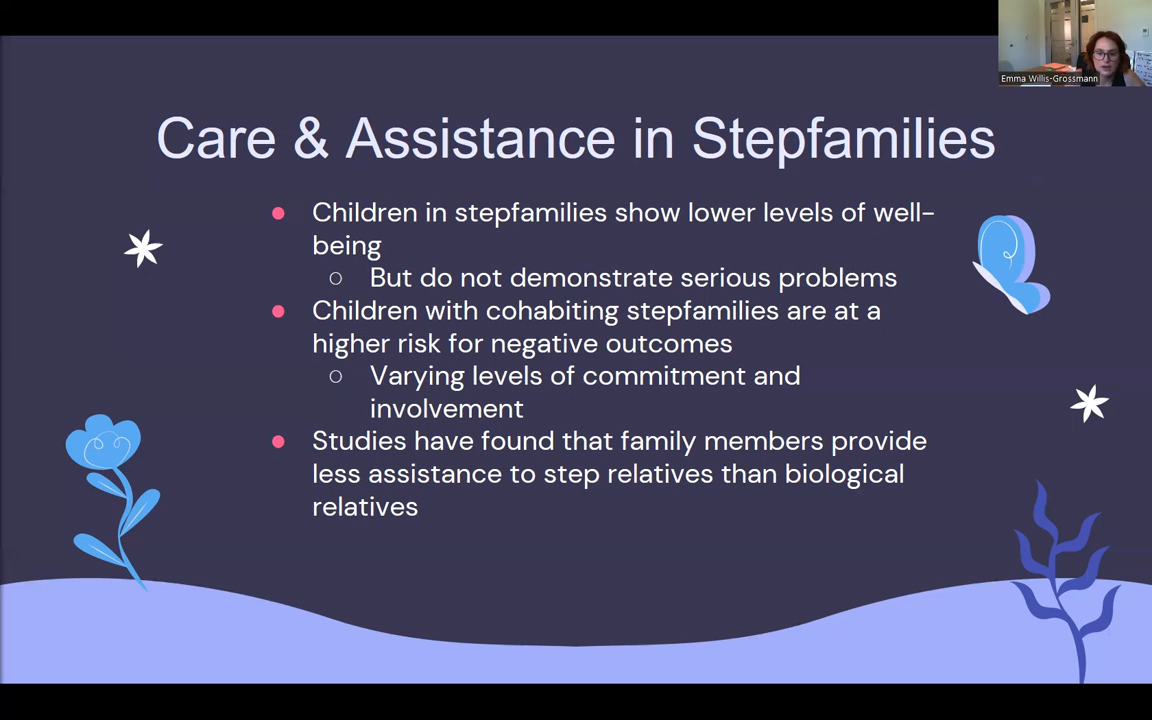 Emma Willis-Grossmann
Care & Assistance in Stepfamilies
Children in stepfamilies show lower levels of well-
being
But do not demonstrate serious problems
Children with cohabiting stepfamilies are at a
higher risk for negative outcomes
Varying levels of commitment and
involvement
Studies have found that family members provide
less assistance to step relatives than biological
relatives